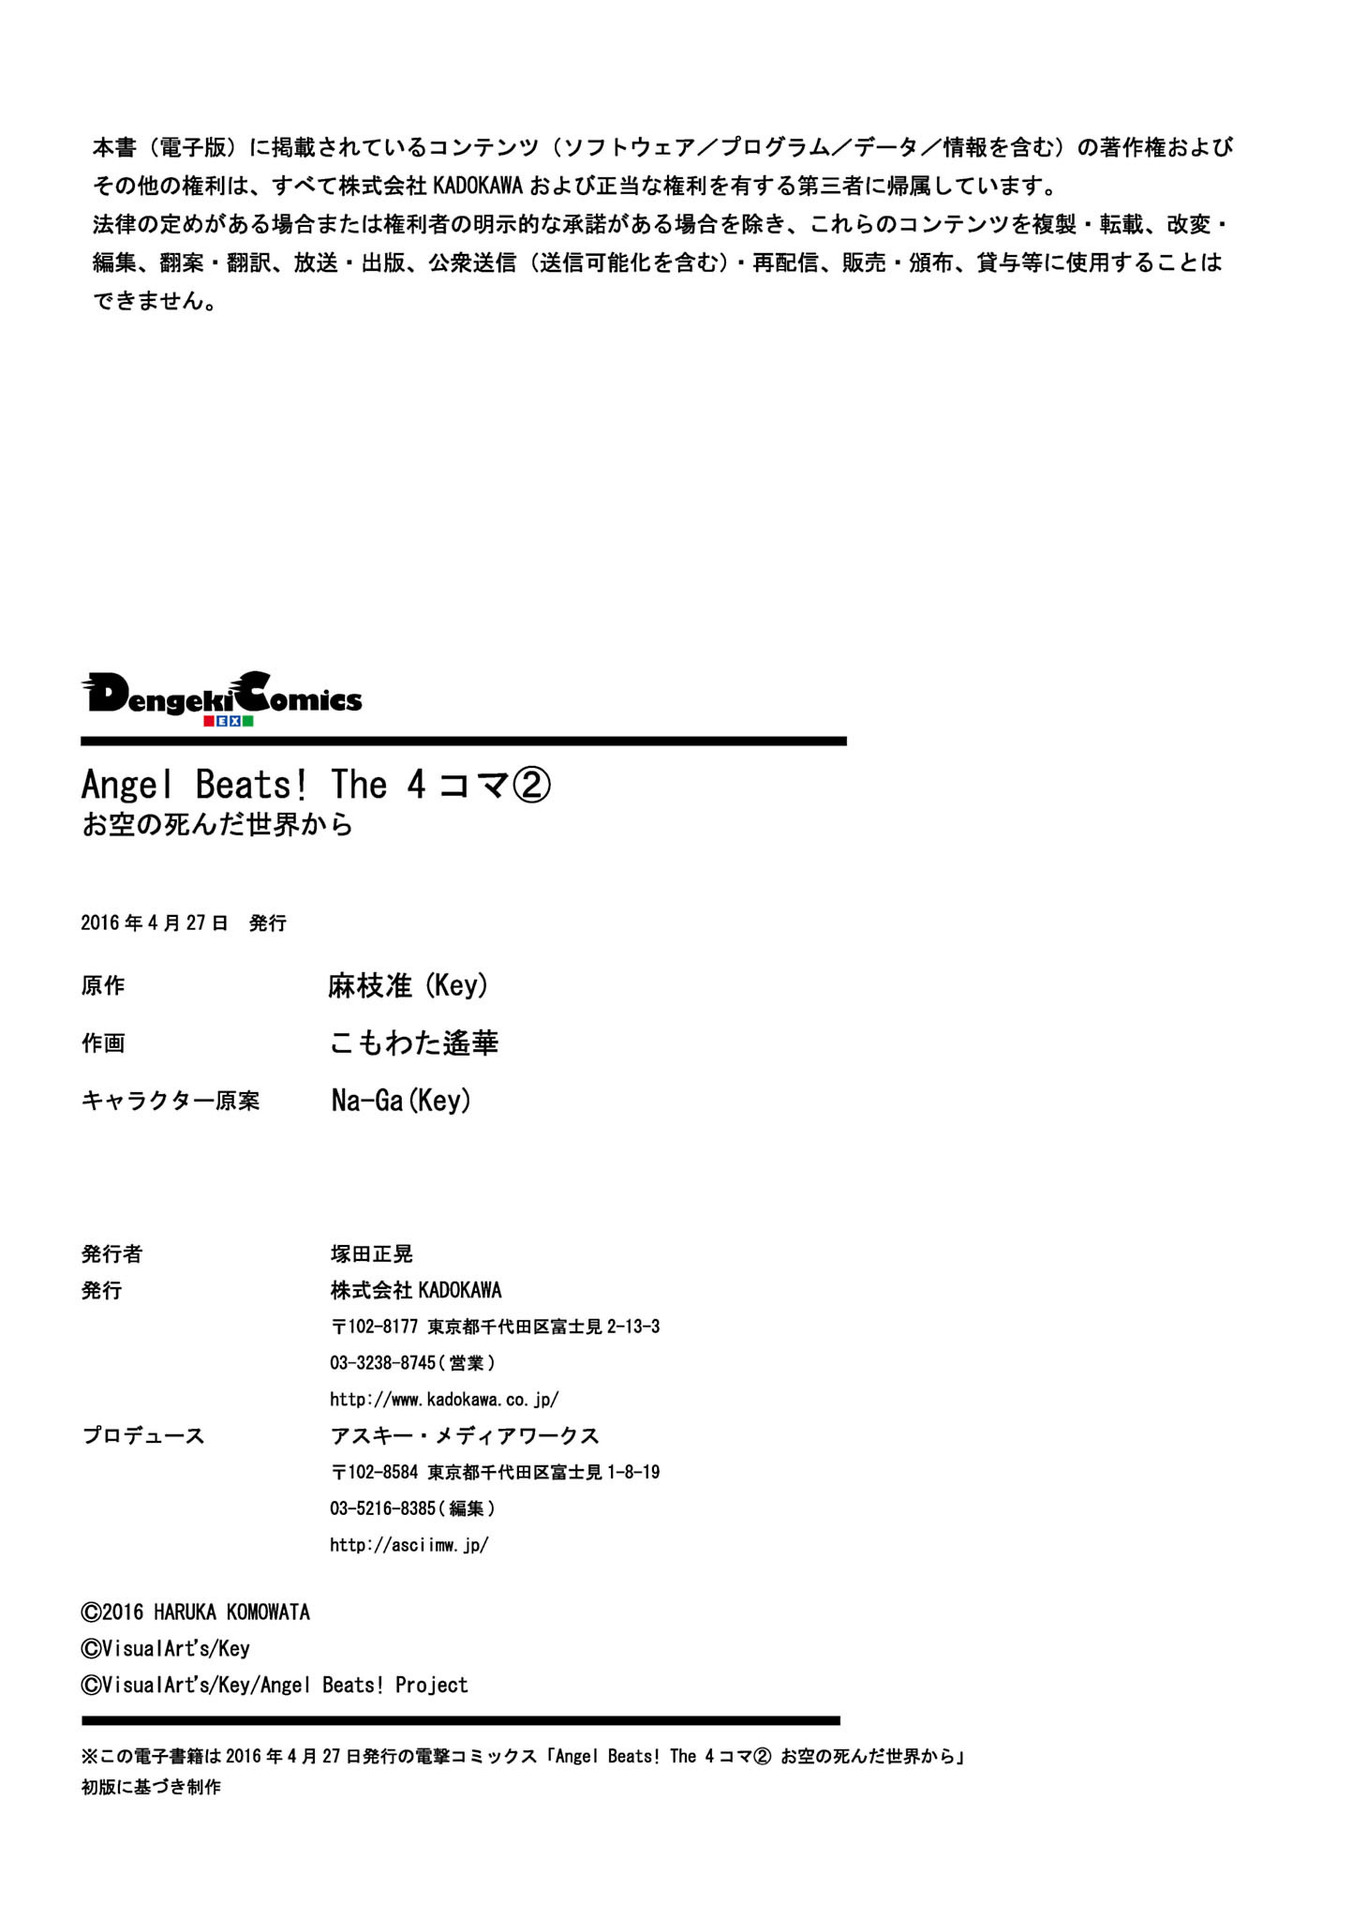 本書（電子版）に掲載されているコンテンツ（ソフトウェア／プログラム／データ／情報を含む）の著作権および
その他の権利は、すべて株式会社 KADOKAWA および正当な権利を有する第三者に帰属しています。
法律の定めがある場合または権利者の明示的な承諾がある場合を除き、これらのコンテンツを複製・転載、改変・
編集、翻案・翻訳、放送・出版、公衆送信（送信可能化を含む）・再配信、販売・頒布、貸与等に使用することは
できません。
Dengeki Comics
EX
Angel Beats! The 4コマ②
お空の死んだ世界から
2016年4月27日　発行
原作　麻枝准 (Key)
作画　こもわた遙華
キャラクター原案　Na-Ga(Key)
発行者　塚田正晃
発行　株式会社 KADOKAWA
〒102-8177 東京都千代田区富士見 2-13-3
03-3238-8745(営業)
http://www.kadokawa.co.jp/
プロデュース　アスキー・メディアワークス
〒102-8584 東京都千代田区富士見 1-8-19
03-5216-8385(編集)
http://asciimw.jp/
©2016 HARUKA KOMOWATA
©VisualArt's/Key
©VisualArt's/Key/Angel Beats! Project
※この電子書籍は2016年4月27日発行の電撃コミックス「Angel Beats! The 4コマ② お空の死んだ世界から」
初版に基づき制作